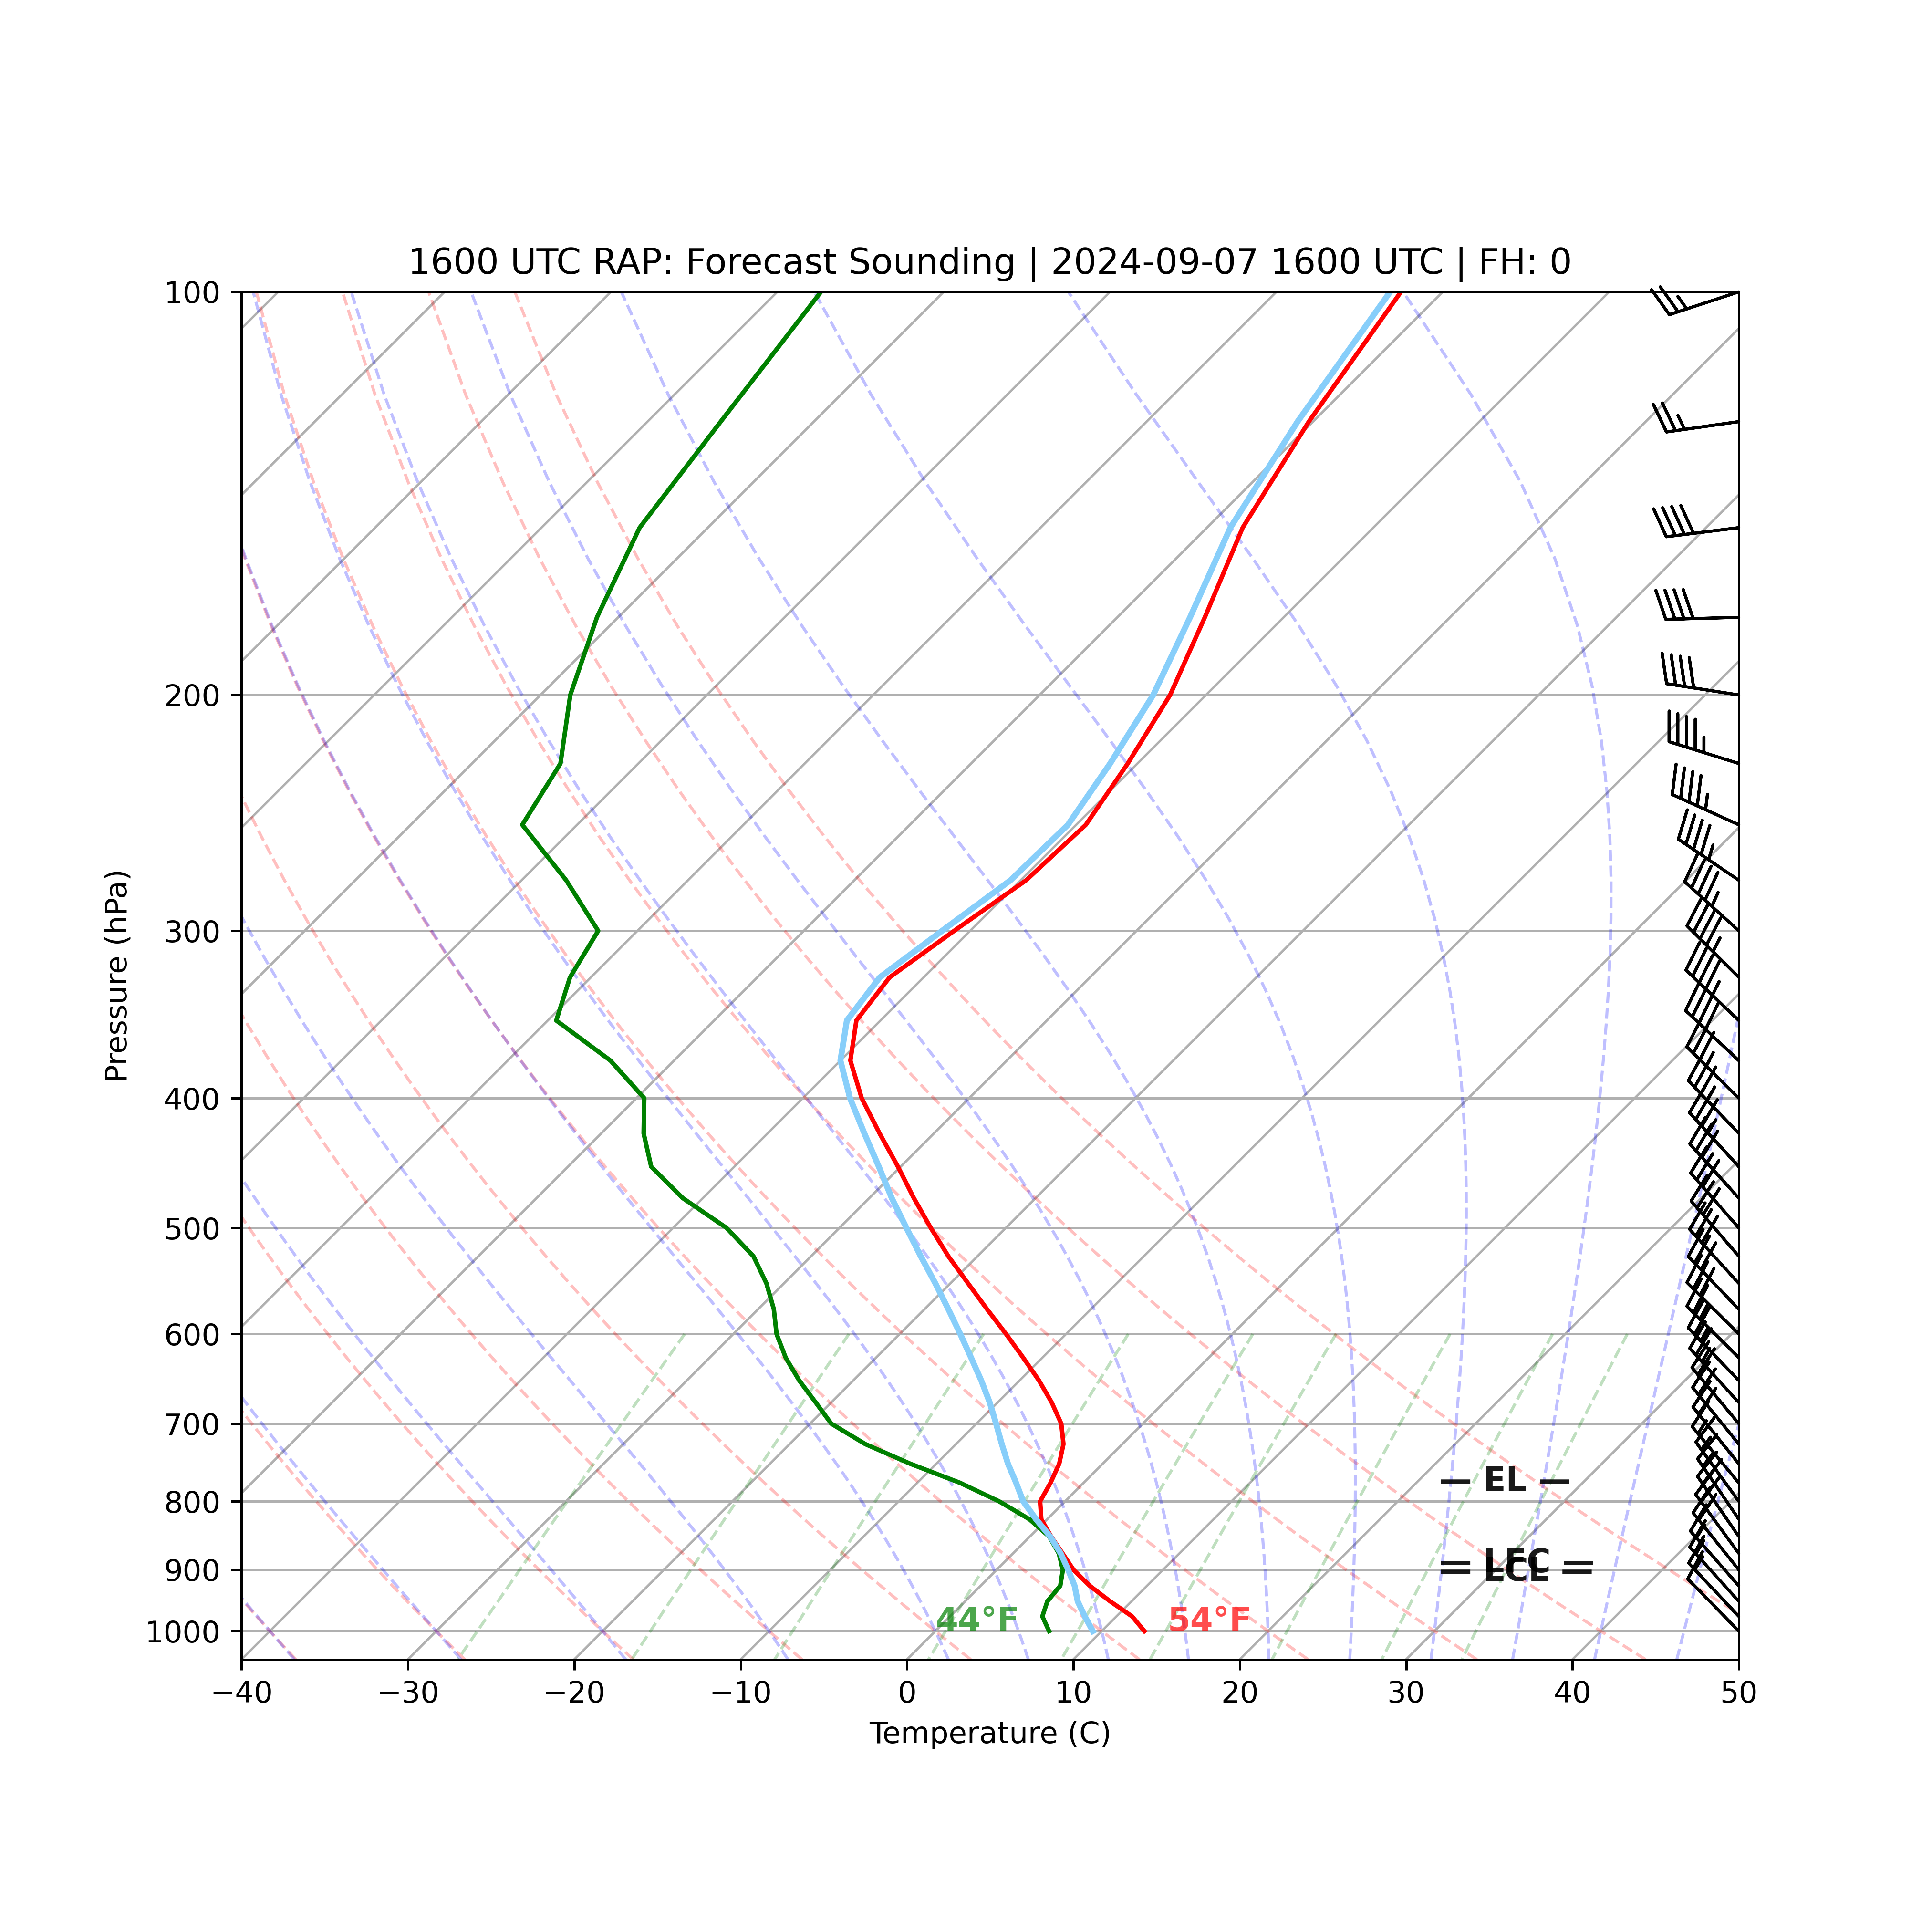 1600 UTC RAP: Forecast Sounding | 2024-09-07 1600 UTC | FH: 0
100
200
300
400
500
600
700
800
900
1000
Pressure (hPa)
— EL —
— LFC —
— LCL —
44°F
54°F
−40 −30 −20 −10 0 10 20 30 40 50
Temperature (C)